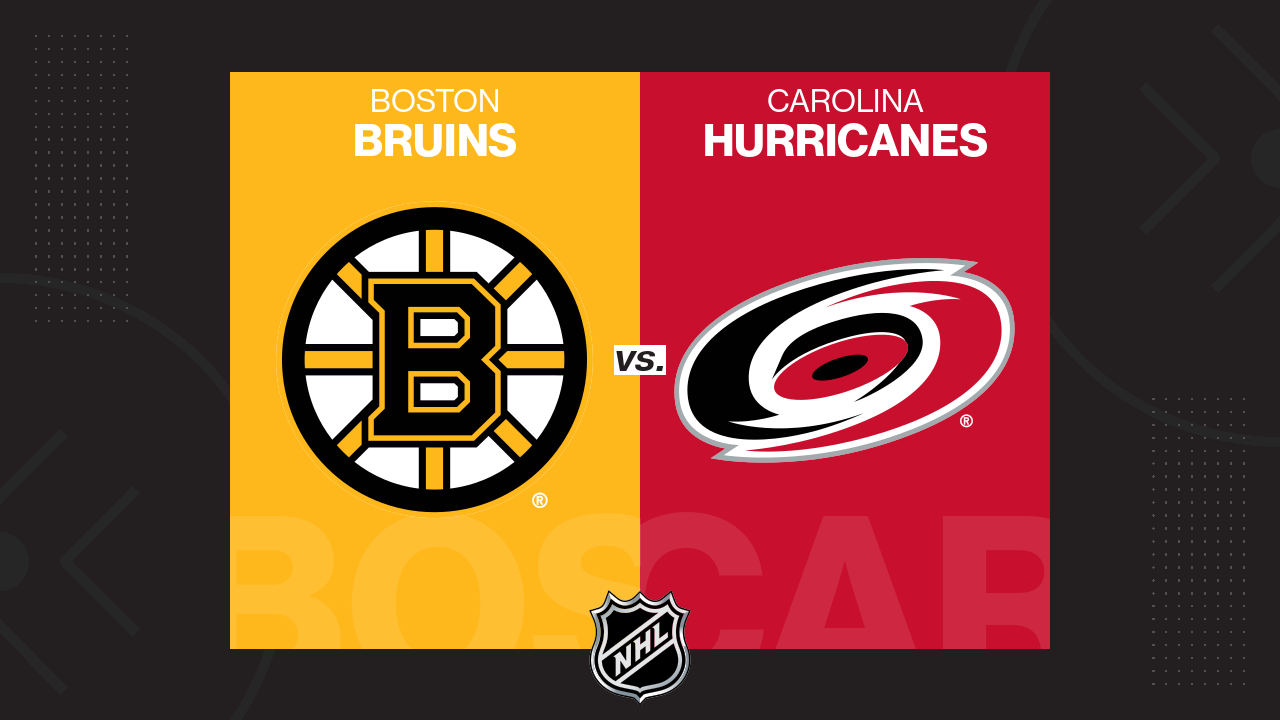 BOSTON
BRUINS
CAROLINA
HURRICANES
B
®
VS.
®
BOS
CAR
NHL